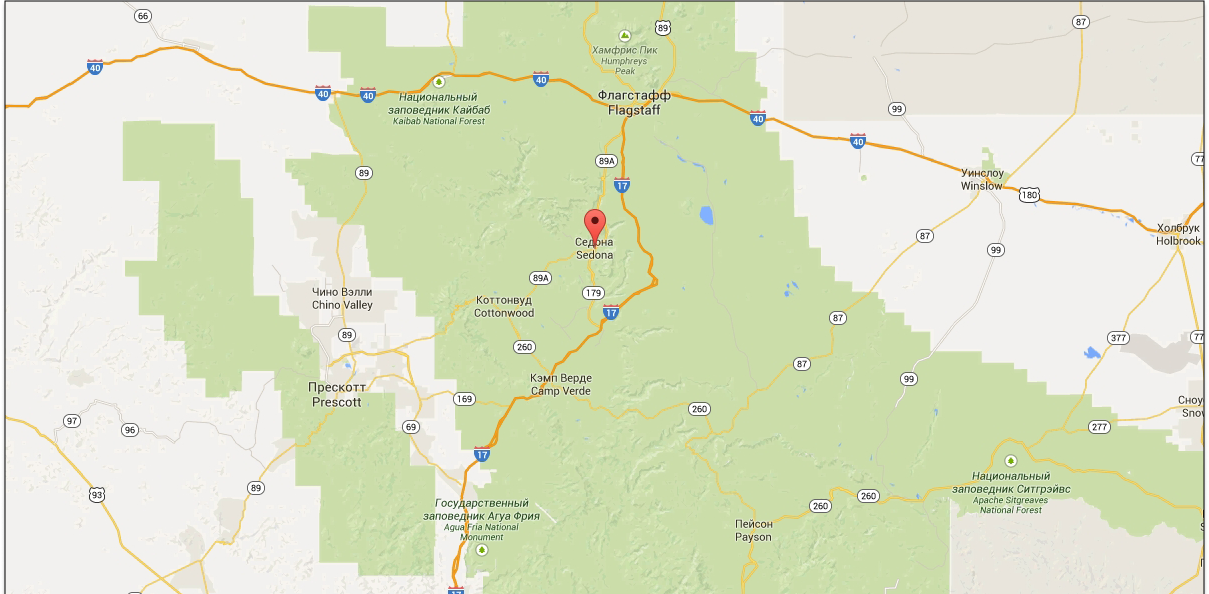 66
89
87
Хамфрис Пик
Humphreys
Peak
40
40
40
40
Национальный
заповедник Кайбаб
Kaibab National Forest
Флагстафф
Flagstaff
40
99
40
89A
77
89
17
Уинслоу
Winslow
180
Холбрук
Holbrook
87
99
Седона
Sedona
89A
179
Чино Вэлли
Chino Valley
Коттонвуд
Cottonwood
17
87
89
260
377
77
87
99
Кэмп Верде
Camp Verde
Прескотт
Prescott
169
260
97
96
69
277
17
93
89
Национальный
заповедник Ситгрэйвс
Apache Sitgreaves
National Forest
260
260
Государственный
заповедник Агуа Фрия
Agua Fria National
Monument
Пейсон
Payson
17